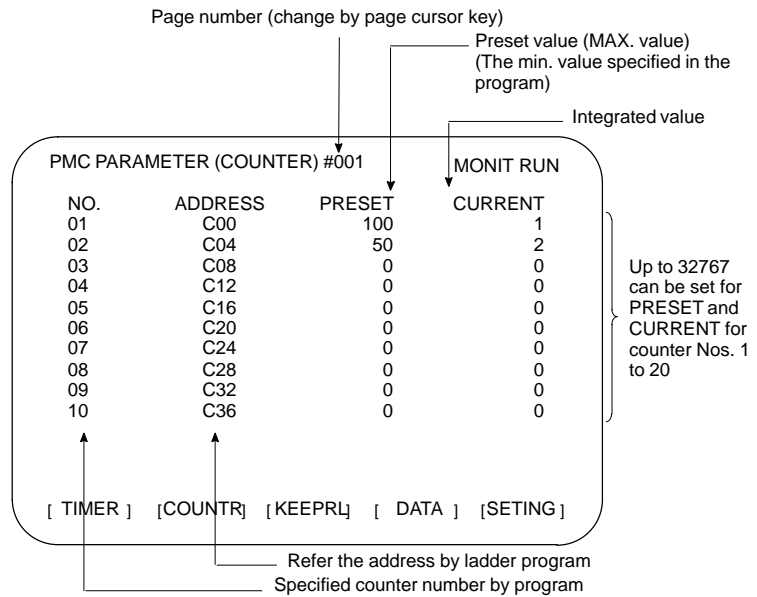 Page number (change by page cursor key)
Preset value (MAX. value)
(The min. value specified in the
program)
Integrated value
PMC PARAMETER (COUNTER) #001 MONIT RUN
NO. ADDRESS PRESET CURRENT
01 C00 100 1
02 C04 50 2
03 C08 0 0
04 C12 0 0
05 C16 0 0
06 C20 0 0
07 C24 0 0
08 C28 0 0
09 C32 0 0
10 C36 0 0
Up to 32767
can be set for
PRESET and
CURRENT for
counter Nos. 1
to 20
[ TIMER ] [COUNTR] [KEEPRL] [ DATA ] [SETING]
Refer the address by ladder program
Specified counter number by program